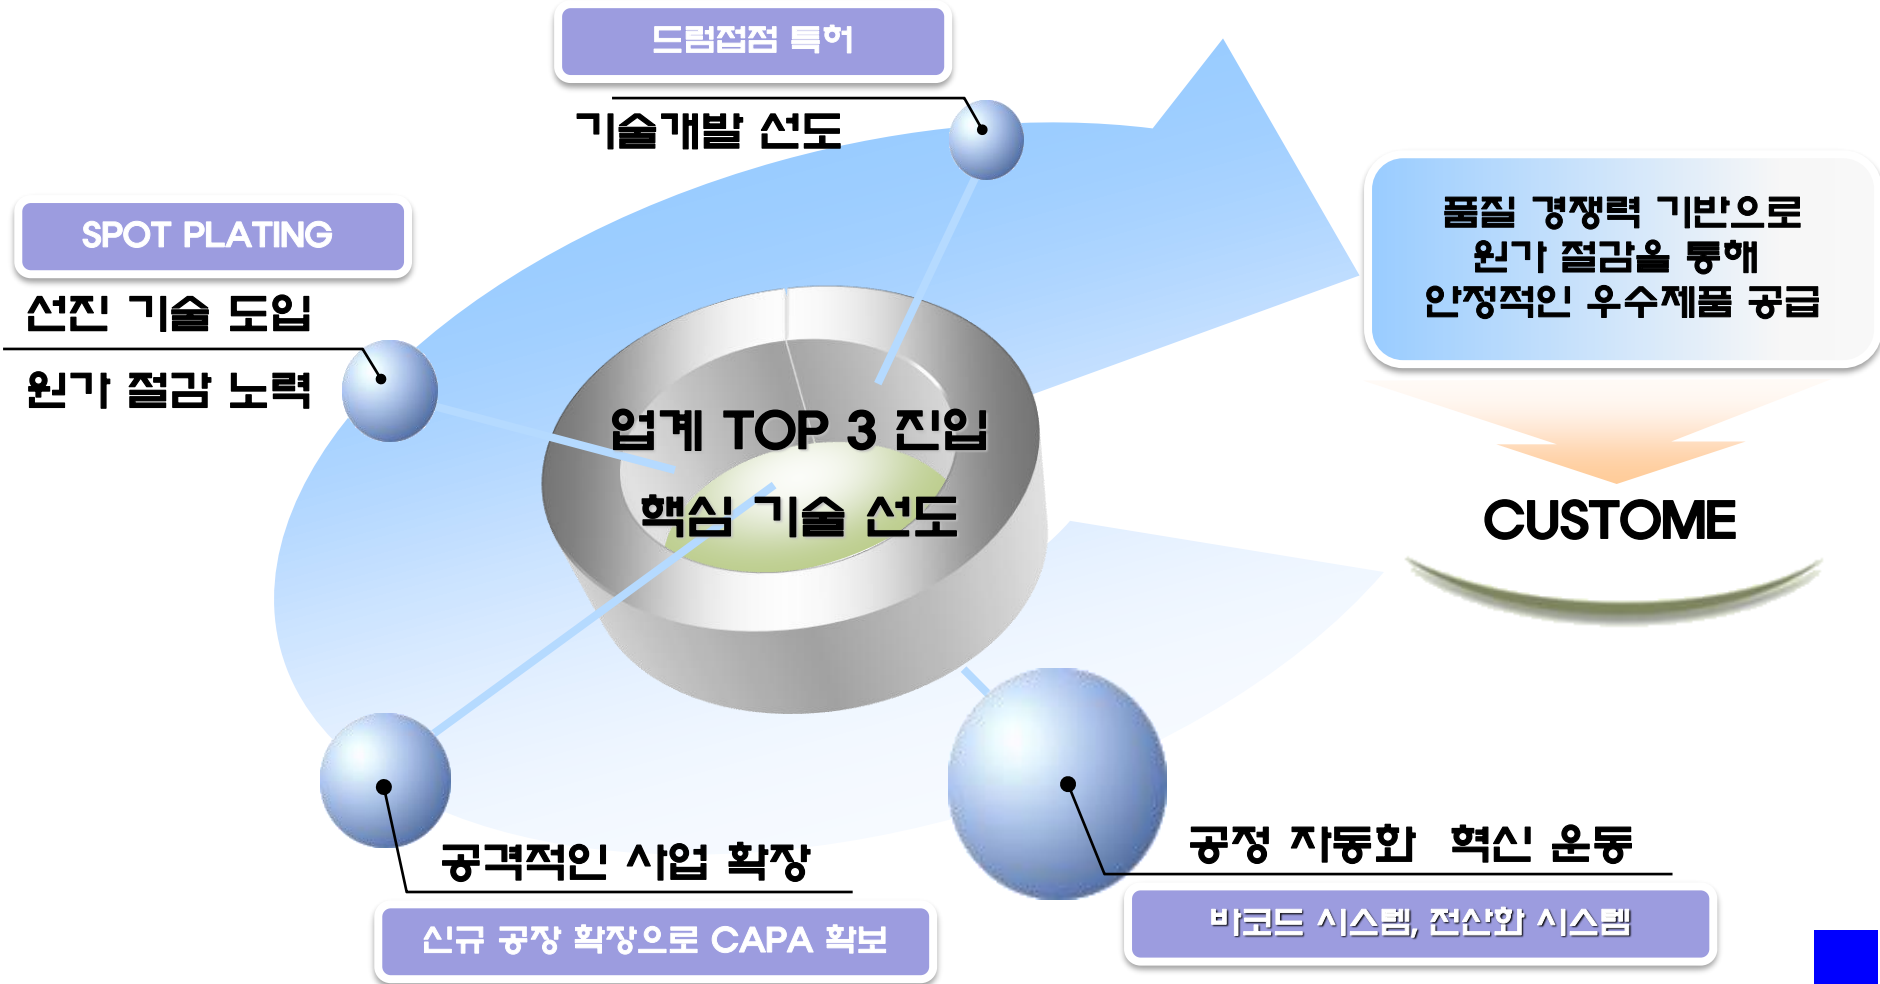 드럼접점 특허
기술개발 선도
SPOT PLATING
선진 기술 도입
원가 절감 노력
업계 TOP 3 진입
핵심 기술 선도
품질 경쟁력 기반으로
원가 절감을 통해
안정적인 우수제품 공급
CUSTOME
공격적인 사업 확장
신규 공장 확장으로 CAPA 확보
공정 자동화 혁신 운동
바코드 시스템, 전산화 시스템